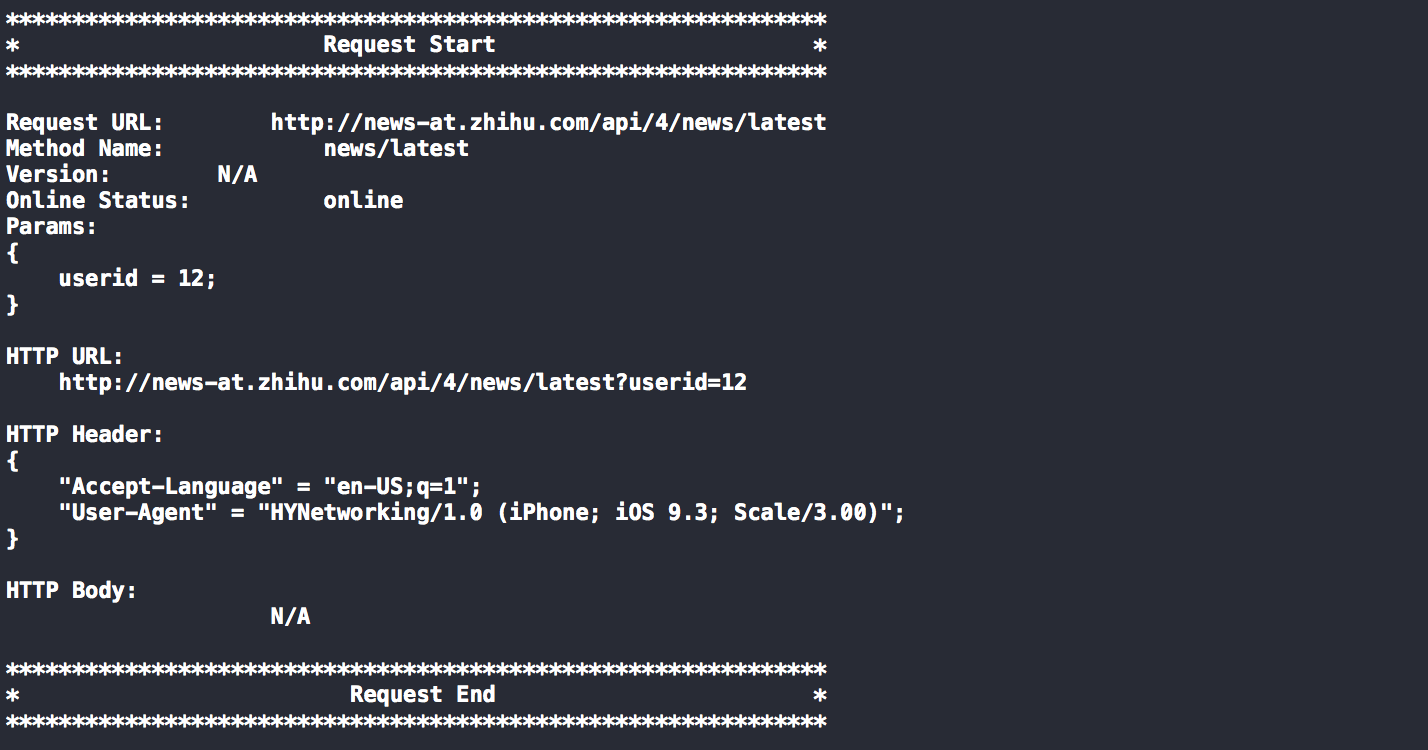 **************************************************************
*                       Request Start                        *
**************************************************************
Request URL:        http://news-at.zhihu.com/api/4/news/latest
Method Name:            news/latest
Version:        N/A
Online Status:          online
Params:
{
    userid = 12;
}
HTTP URL:
    http://news-at.zhihu.com/api/4/news/latest?userid=12
HTTP Header:
{
    "Accept-Language" = "en-US;q=1";
    "User-Agent" = "HYNetworking/1.0 (iPhone; iOS 9.3; Scale/3.00)";
}
HTTP Body:
                    N/A
**************************************************************
*                         Request End                        *
**************************************************************